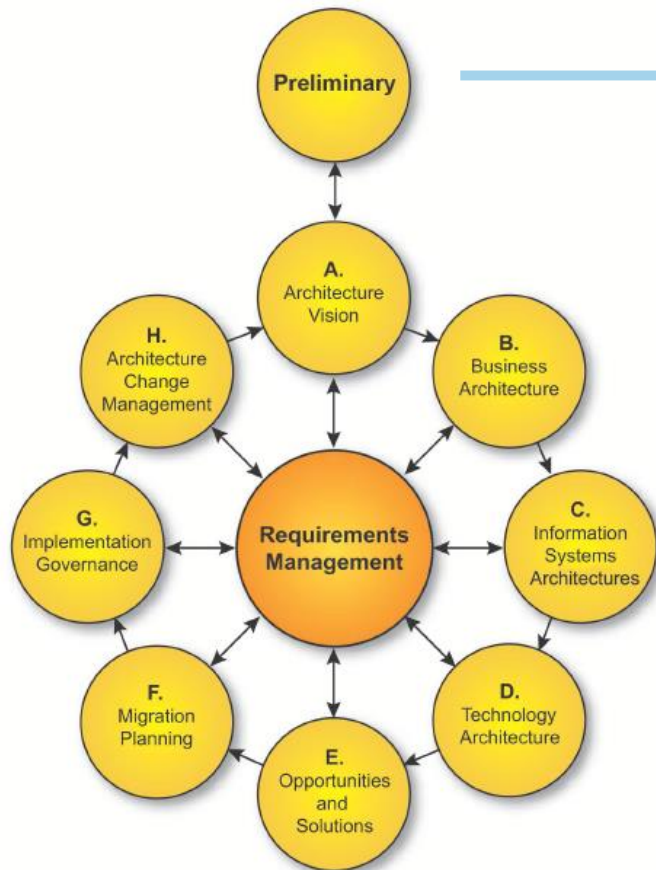 Preliminary
A.
Architecture
Vision
B.
Business
Architecture
C.
Information
Systems
Architectures
D.
Technology
Architecture
E.
Opportunities
and
Solutions
F.
Migration
Planning
G.
Implementation
Governance
H.
Architecture
Change
Management
Requirements
Management